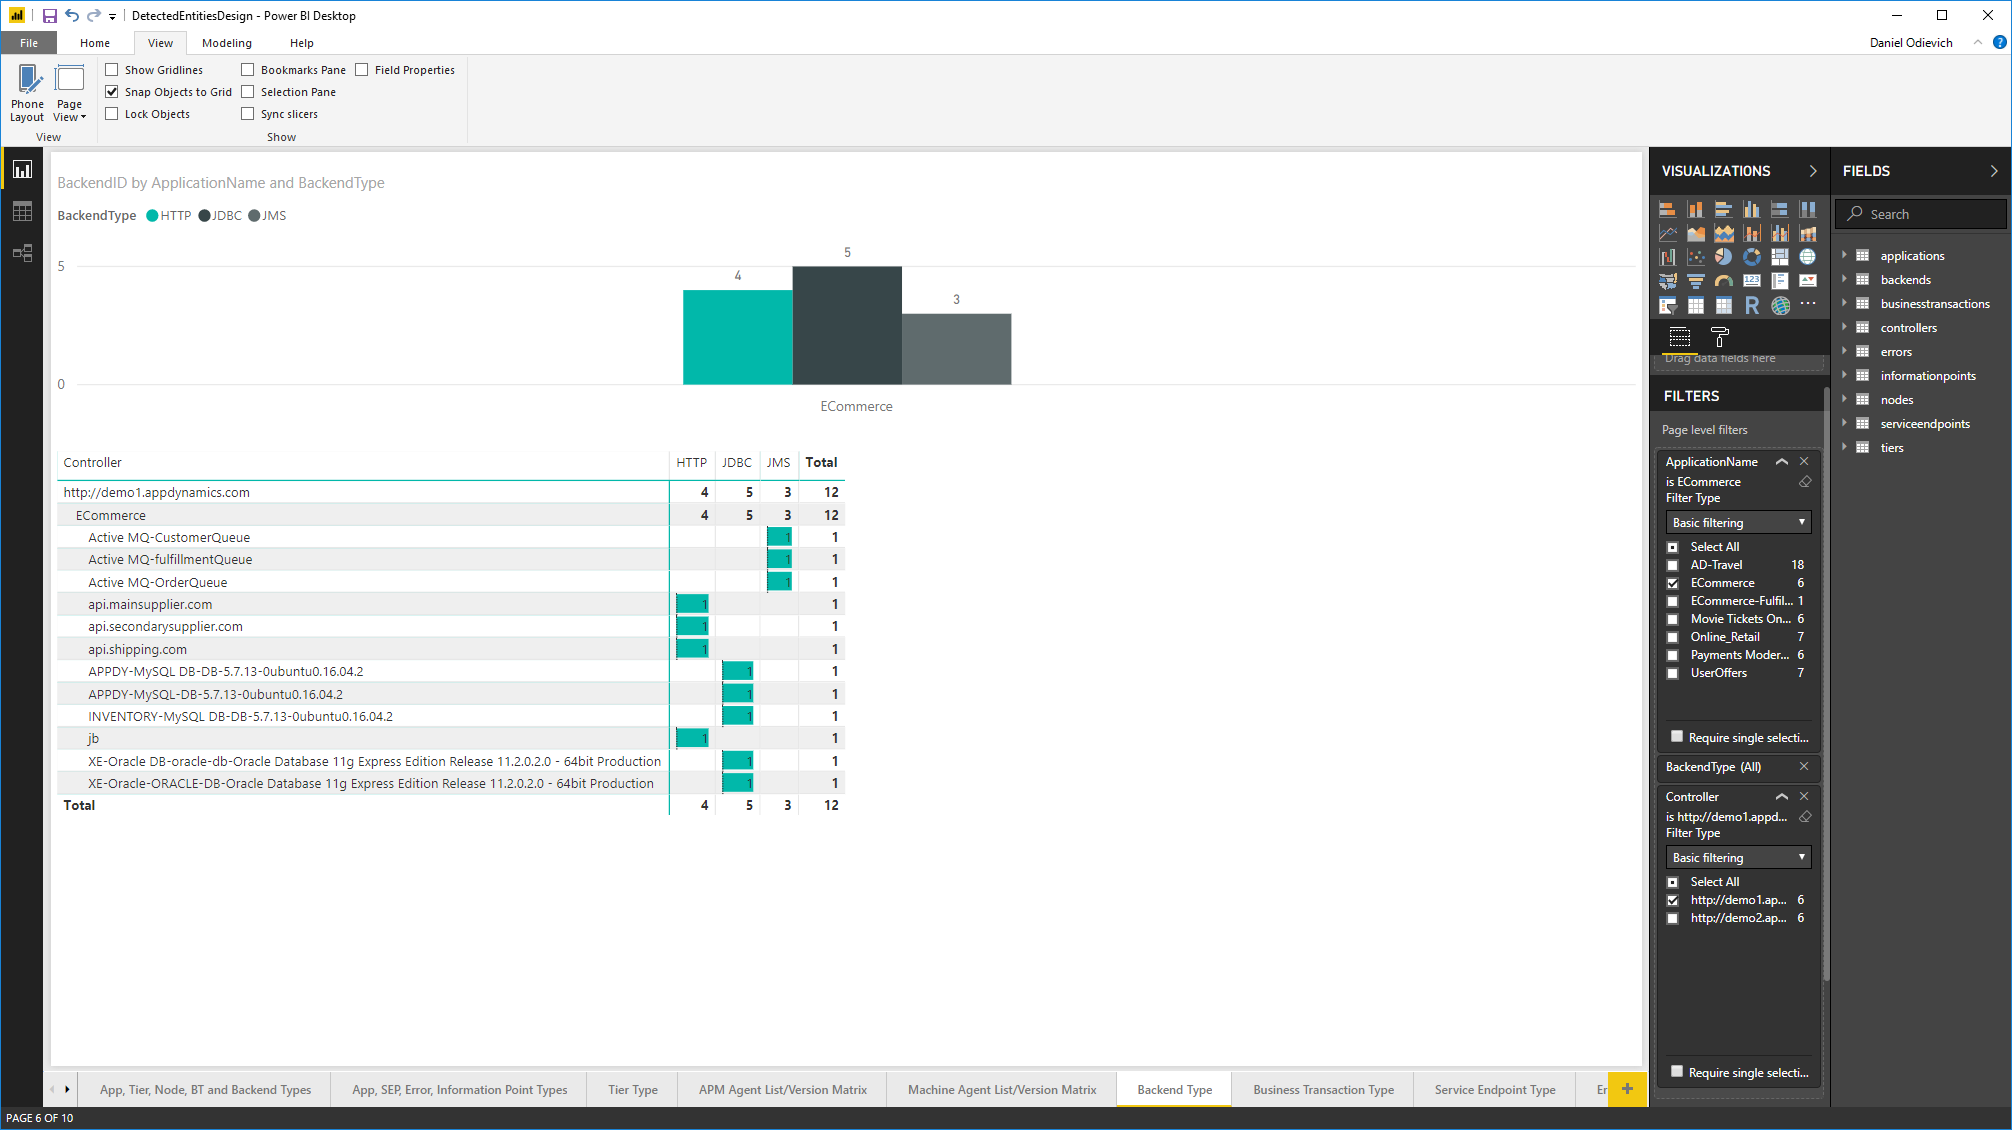 DetectedEntitiesDesign - Power BI Desktop
File Home View Modeling Help
Daniel Odievich ?
Phone Layout
Page View
View
Show Gridlines
Snap Objects to Grid
Lock Objects
Bookmarks Pane
Selection Pane
Sync slicers
Field Properties
Show
BackendID by ApplicationName and BackendType
BackendType HTTP JDBC JMS
5
0
4
5
3
ECommerce
Controller HTTP JDBC JMS Total
http://demo1.appdynamics.com 4 5 3 12
ECommerce 4 5 3 12
Active MQ-CustomerQueue 1 1
Active MQ-fulfillmentQueue 1 1
Active MQ-OrderQueue 1 1
api.mainsupplier.com 1 1
api.secondarysupplier.com 1 1
api.shipping.com 1 1
APPDY-MySQL DB-DB-5.7.13-0ubuntu0.16.04.2 1 1
APPDY-MySQL-DB-5.7.13-0ubuntu0.16.04.2 1 1
INVENTORY-MySQL DB-DB-5.7.13-0ubuntu0.16.04.2 1 1
jb 1 1
XE-Oracle DB-oracle-db-Oracle Database 11g Express Edition Release 11.2.0.2.0 - 64bit Production 1 1
XE-Oracle-ORACLE-DB-Oracle Database 11g Express Edition Release 11.2.0.2.0 - 64bit Production 1 1
Total 4 5 3 12
VISUALIZATIONS
123
R
Drag data fields here
FILTERS
Page level filters
ApplicationName
is ECommerce
Filter Type
Basic filtering
Select All
AD-Travel 18
ECommerce 6
ECommerce-Fulfil... 1
Movie Tickets On... 6
Online_Retail 7
Payments Moder... 6
UserOffers 7
Require single selecti...
BackendType (All)
Controller
is http://demo1.appd...
Filter Type
Basic filtering
Select All
http://demo1.ap... 6
http://demo2.ap... 6
Require single selecti...
FIELDS
Search
applications
backends
businesstransactions
controllers
errors
informationpoints
nodes
serviceendpoints
tiers
App, Tier, Node, BT and Backend Types
App, SEP, Error, Information Point Types
Tier Type
APM Agent List/Version Matrix
Machine Agent List/Version Matrix
Backend Type
Business Transaction Type
Service Endpoint Type
Er
PAGE 6 OF 10